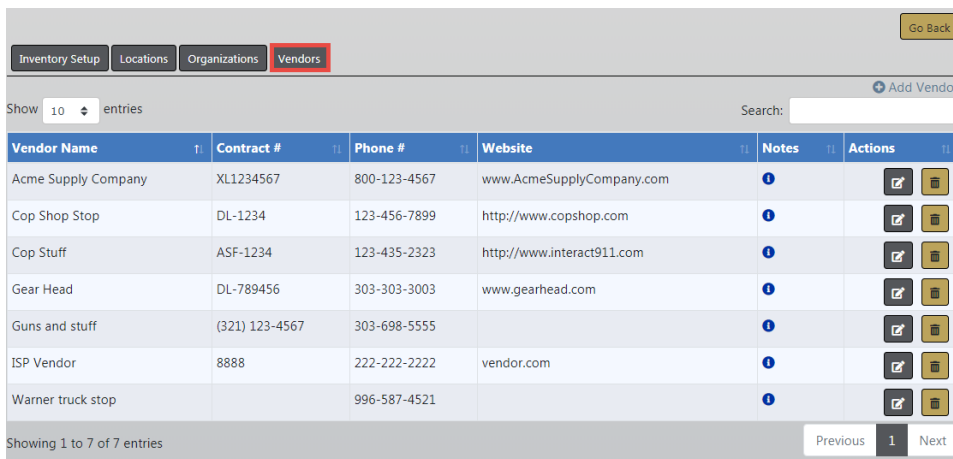 Go Back
Inventory Setup Locations Organizations Vendors
Add Vendo
Show 10 entries Search:
Vendor Name Contract # Phone # Website Notes Actions
Acme Supply Company XL1234567 800-123-4567 www.AcmeSupplyCompany.com
Cop Shop Stop DL-1234 123-456-7899 http://www.copshop.com
Cop Stuff ASF-1234 123-435-2323 http://www.interact911.com
Gear Head DL-789456 303-303-3003 www.gearhead.com
Guns and stuff (321) 123-4567 303-698-5555
ISP Vendor 8888 222-222-2222 vendor.com
Warner truck stop 996-587-4521
Showing 1 to 7 of 7 entries Previous 1 Next